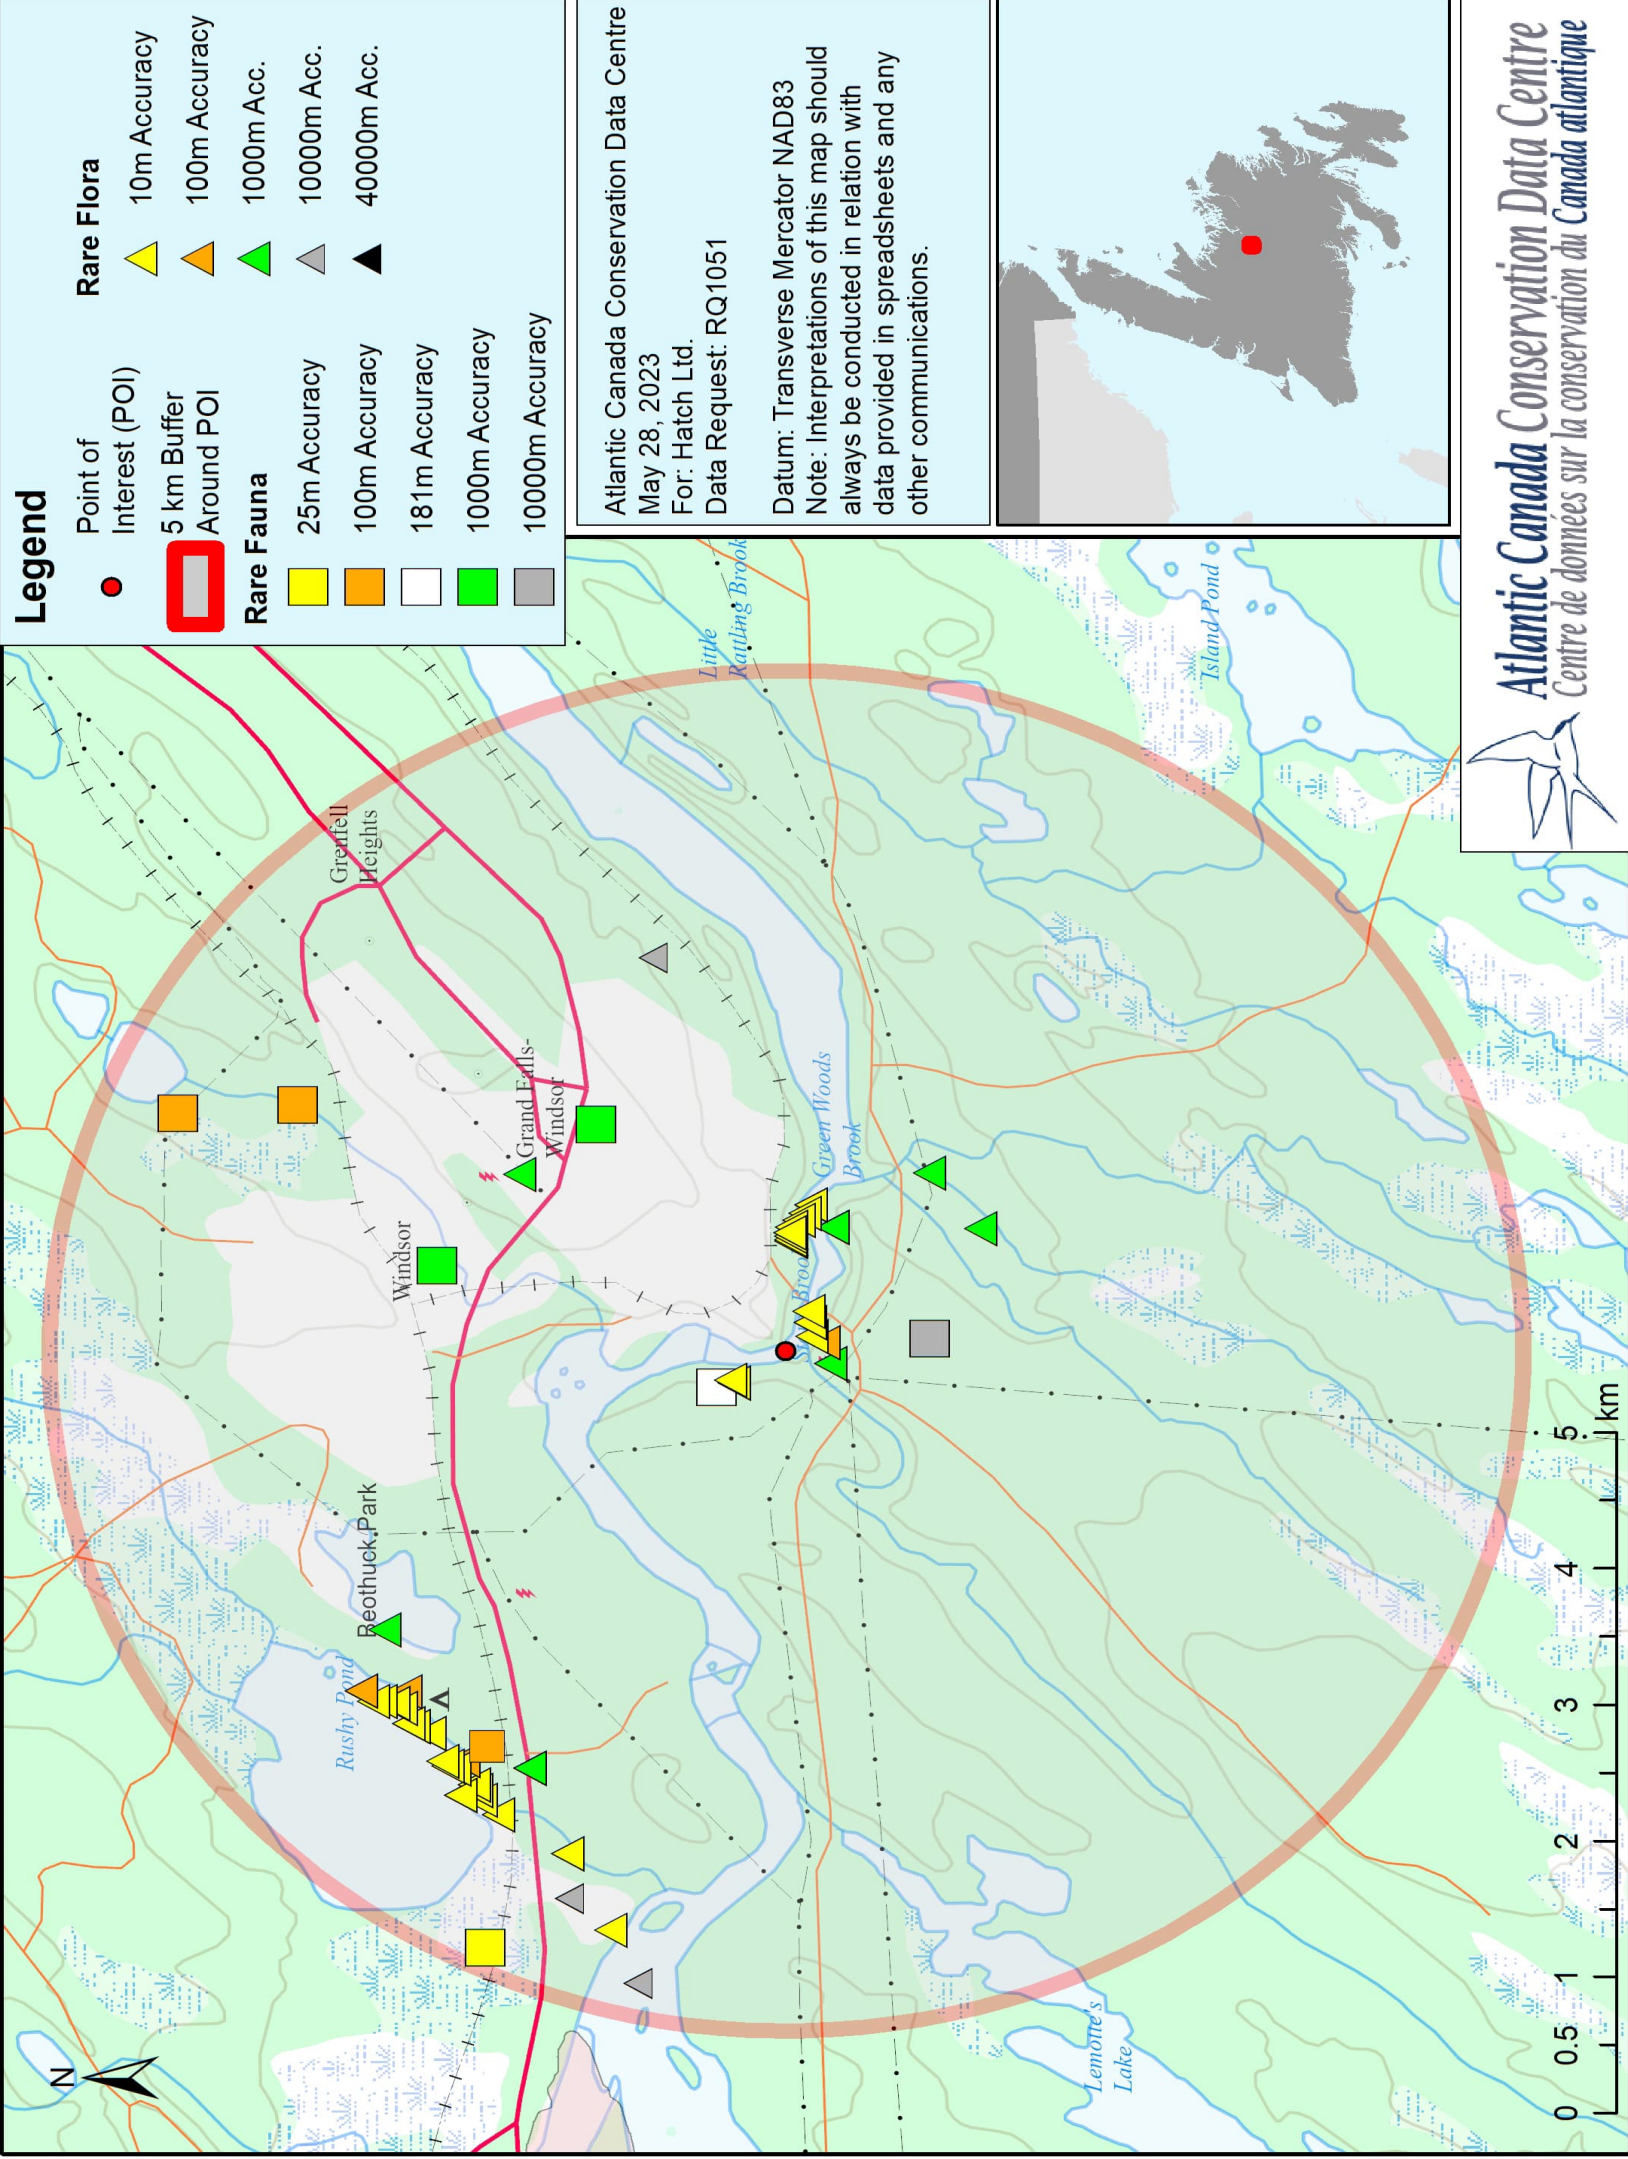 Legend
Point of
Interest (POI)
5 km Buffer
Around POI
Rare Fauna
25m Accuracy
100m Accuracy
181m Accuracy
1000m Accuracy
10000m Accuracy
Rare Flora
10m Accuracy
100m Accuracy
1000m Acc.
10000m Acc.
40000m Acc.
Atlantic Canada Conservation Data Centre
May 28, 2023
For: Hatch Ltd.
Data Request: RQ1051
Datum: Transverse Mercator NAD83
Note: Interpretations of this map should
always be conducted in relation with
data provided in spreadsheets and any
other communications.
Atlantic Canada Conservation Data Centre
Centre de données sur la conservation du Canada atlantique
N
Rushy Pond
Beothuck Park
Windsor
Grand Falls-
Windsor
Grenfell
Heights
Little
Rattling Brook
Green Woods
Brook
Island Pond
Lemotte's
Lake
0 0.5 1 2 3 4 5
km